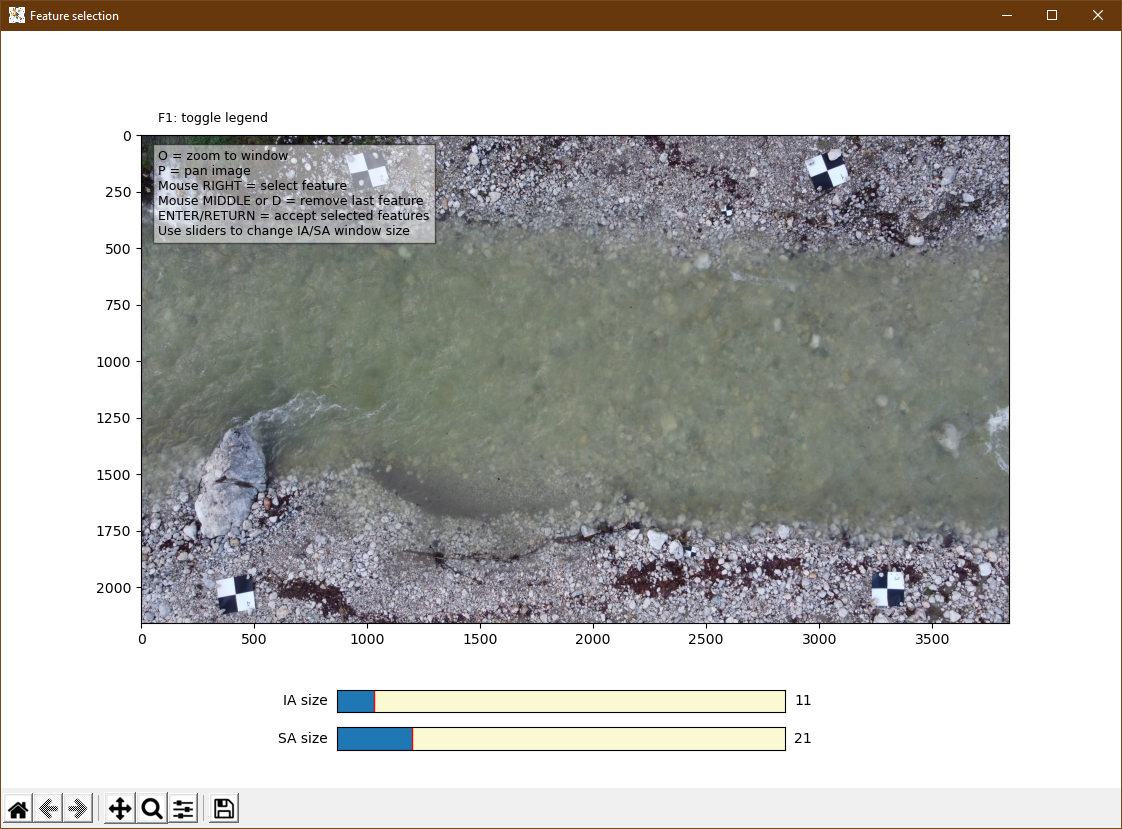 Feature selection
F1: toggle legend
O = zoom to window
P = pan image
Mouse RIGHT = select feature
Mouse MIDDLE or D = remove last feature
ENTER/RETURN = accept selected features
Use sliders to change IA/SA window size
0
250
500
750
1000
1250
1500
1750
2000
0 500 1000 1500 2000 2500 3000 3500
IA size 11
SA size 21